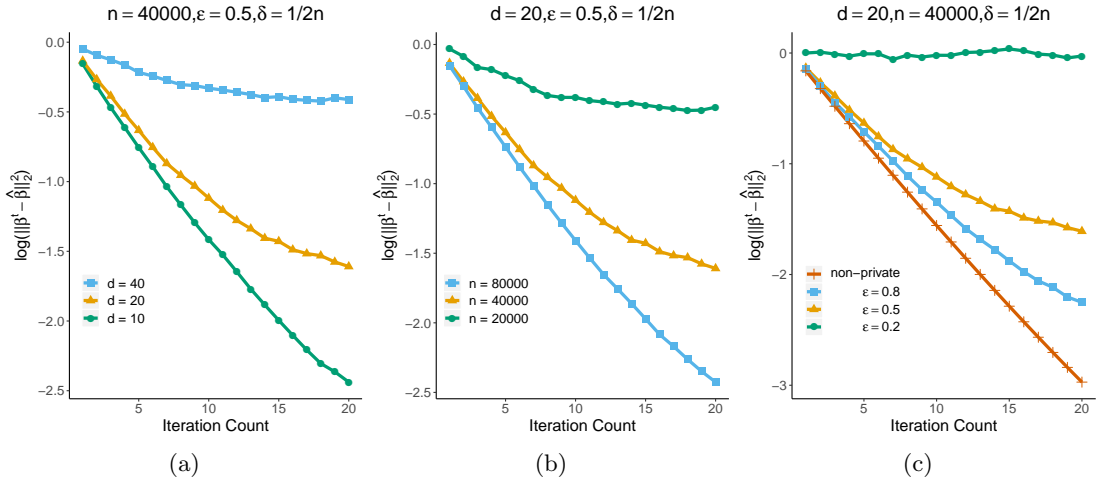 n = 40000,ε = 0.5,δ = 1/2n
log(||β^t − β̂||₂²)
0.0
−0.5
−1.0
−1.5
−2.0
−2.5
d = 40
d = 20
d = 10
5
10
15
20
Iteration Count
(a)
d = 20,ε = 0.5,δ = 1/2n
log(||β^t − β̂||₂²)
0.0
−0.5
−1.0
−1.5
−2.0
−2.5
n = 80000
n = 40000
n = 20000
5
10
15
20
Iteration Count
(b)
d = 20,n = 40000,δ = 1/2n
log(||β^t − β̂||₂²)
0
−1
−2
−3
non−private
ε = 0.8
ε = 0.5
ε = 0.2
5
10
15
20
Iteration Count
(c)